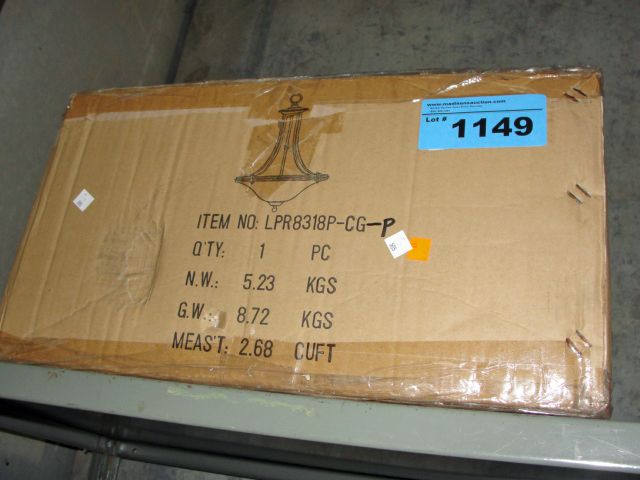 www.madisonsauction.com
Lot # 1149
ITEM NO: LPR8318P-CG-P
Q'TY: 1 PC
N.W.: 5.23 KGS
G.W.: 8.72 KGS
MEAS'T: 2.68 CUFT